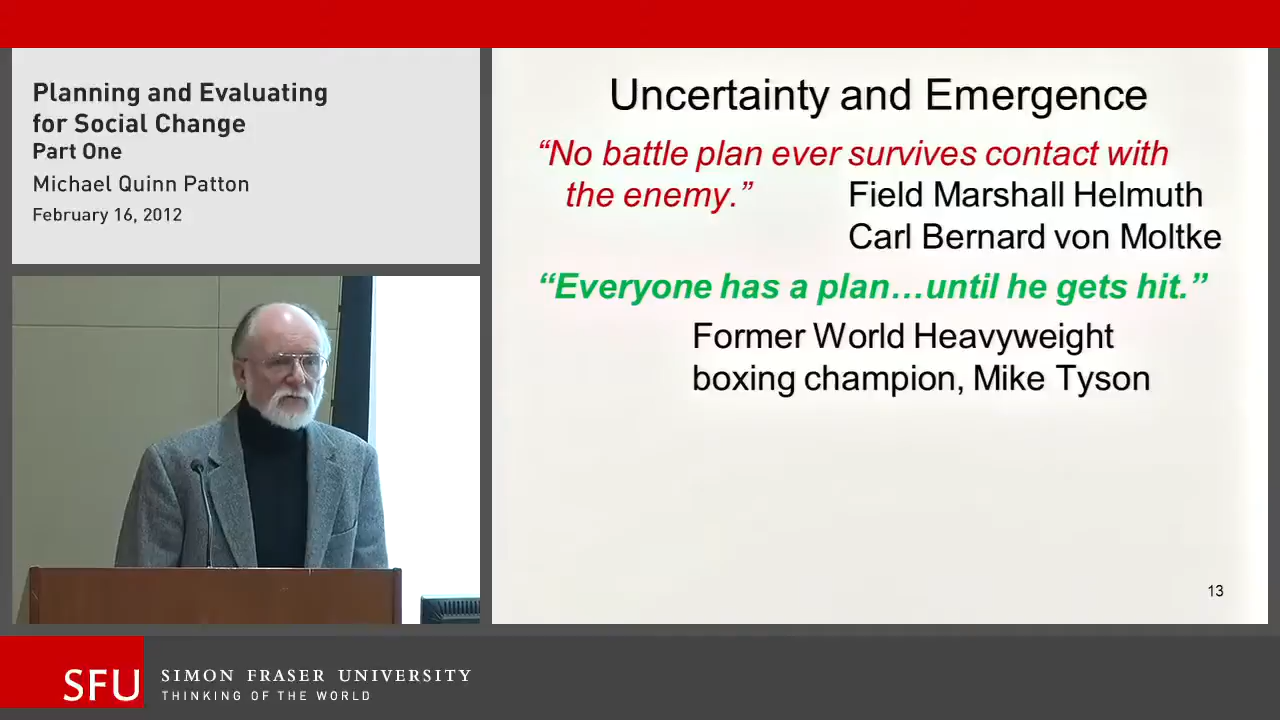 Planning and Evaluating
for Social Change
Part One
Michael Quinn Patton
February 16, 2012
Uncertainty and Emergence
“No battle plan ever survives contact with
the enemy.” Field Marshall Helmuth
Carl Bernard von Moltke
“Everyone has a plan…until he gets hit.”
Former World Heavyweight
boxing champion, Mike Tyson
13
SFU
SIMON FRASER UNIVERSITY
THINKING OF THE WORLD